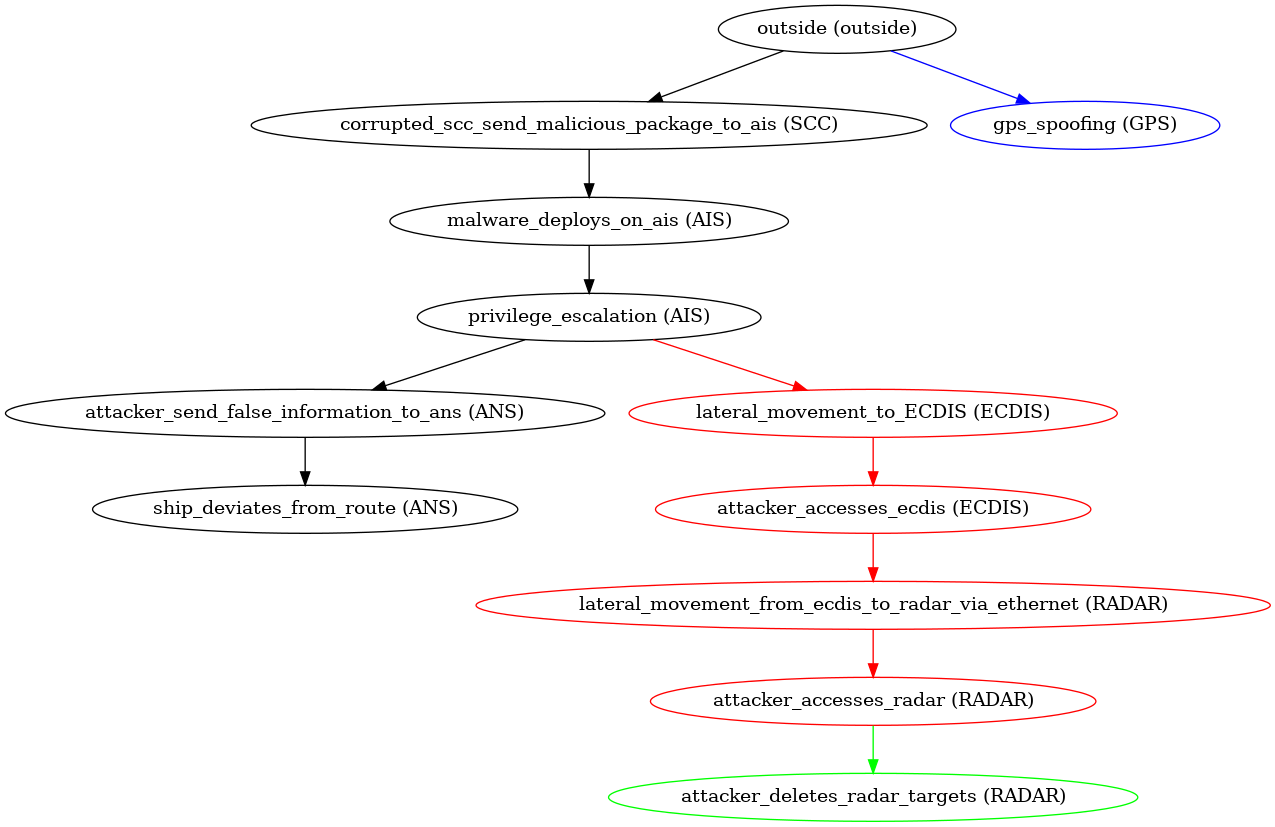 outside (outside)
corrupted_scc_send_malicious_package_to_ais (SCC)
gps_spoofing (GPS)
malware_deploys_on_ais (AIS)
privilege_escalation (AIS)
attacker_send_false_information_to_ans (ANS)
lateral_movement_to_ECDIS (ECDIS)
ship_deviates_from_route (ANS)
attacker_accesses_ecdis (ECDIS)
lateral_movement_from_ecdis_to_radar_via_ethernet (RADAR)
attacker_accesses_radar (RADAR)
attacker_deletes_radar_targets (RADAR)